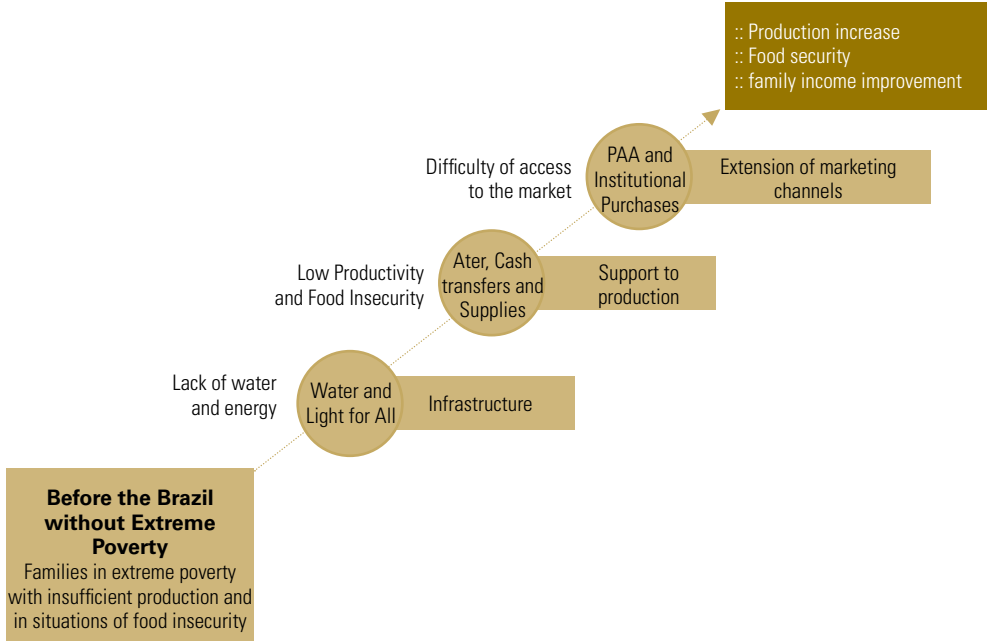 :: Production increase
:: Food security
:: family income improvement
Difficulty of access
to the market
PAA and
Institutional
Purchases
Extension of marketing
channels
Low Productivity
and Food Insecurity
Ater, Cash
transfers and
Supplies
Support to
production
Lack of water
and energy
Water and
Light for All
Infrastructure
Before the Brazil
without Extreme
Poverty
Families in extreme poverty
with insufficient production and
in situations of food insecurity